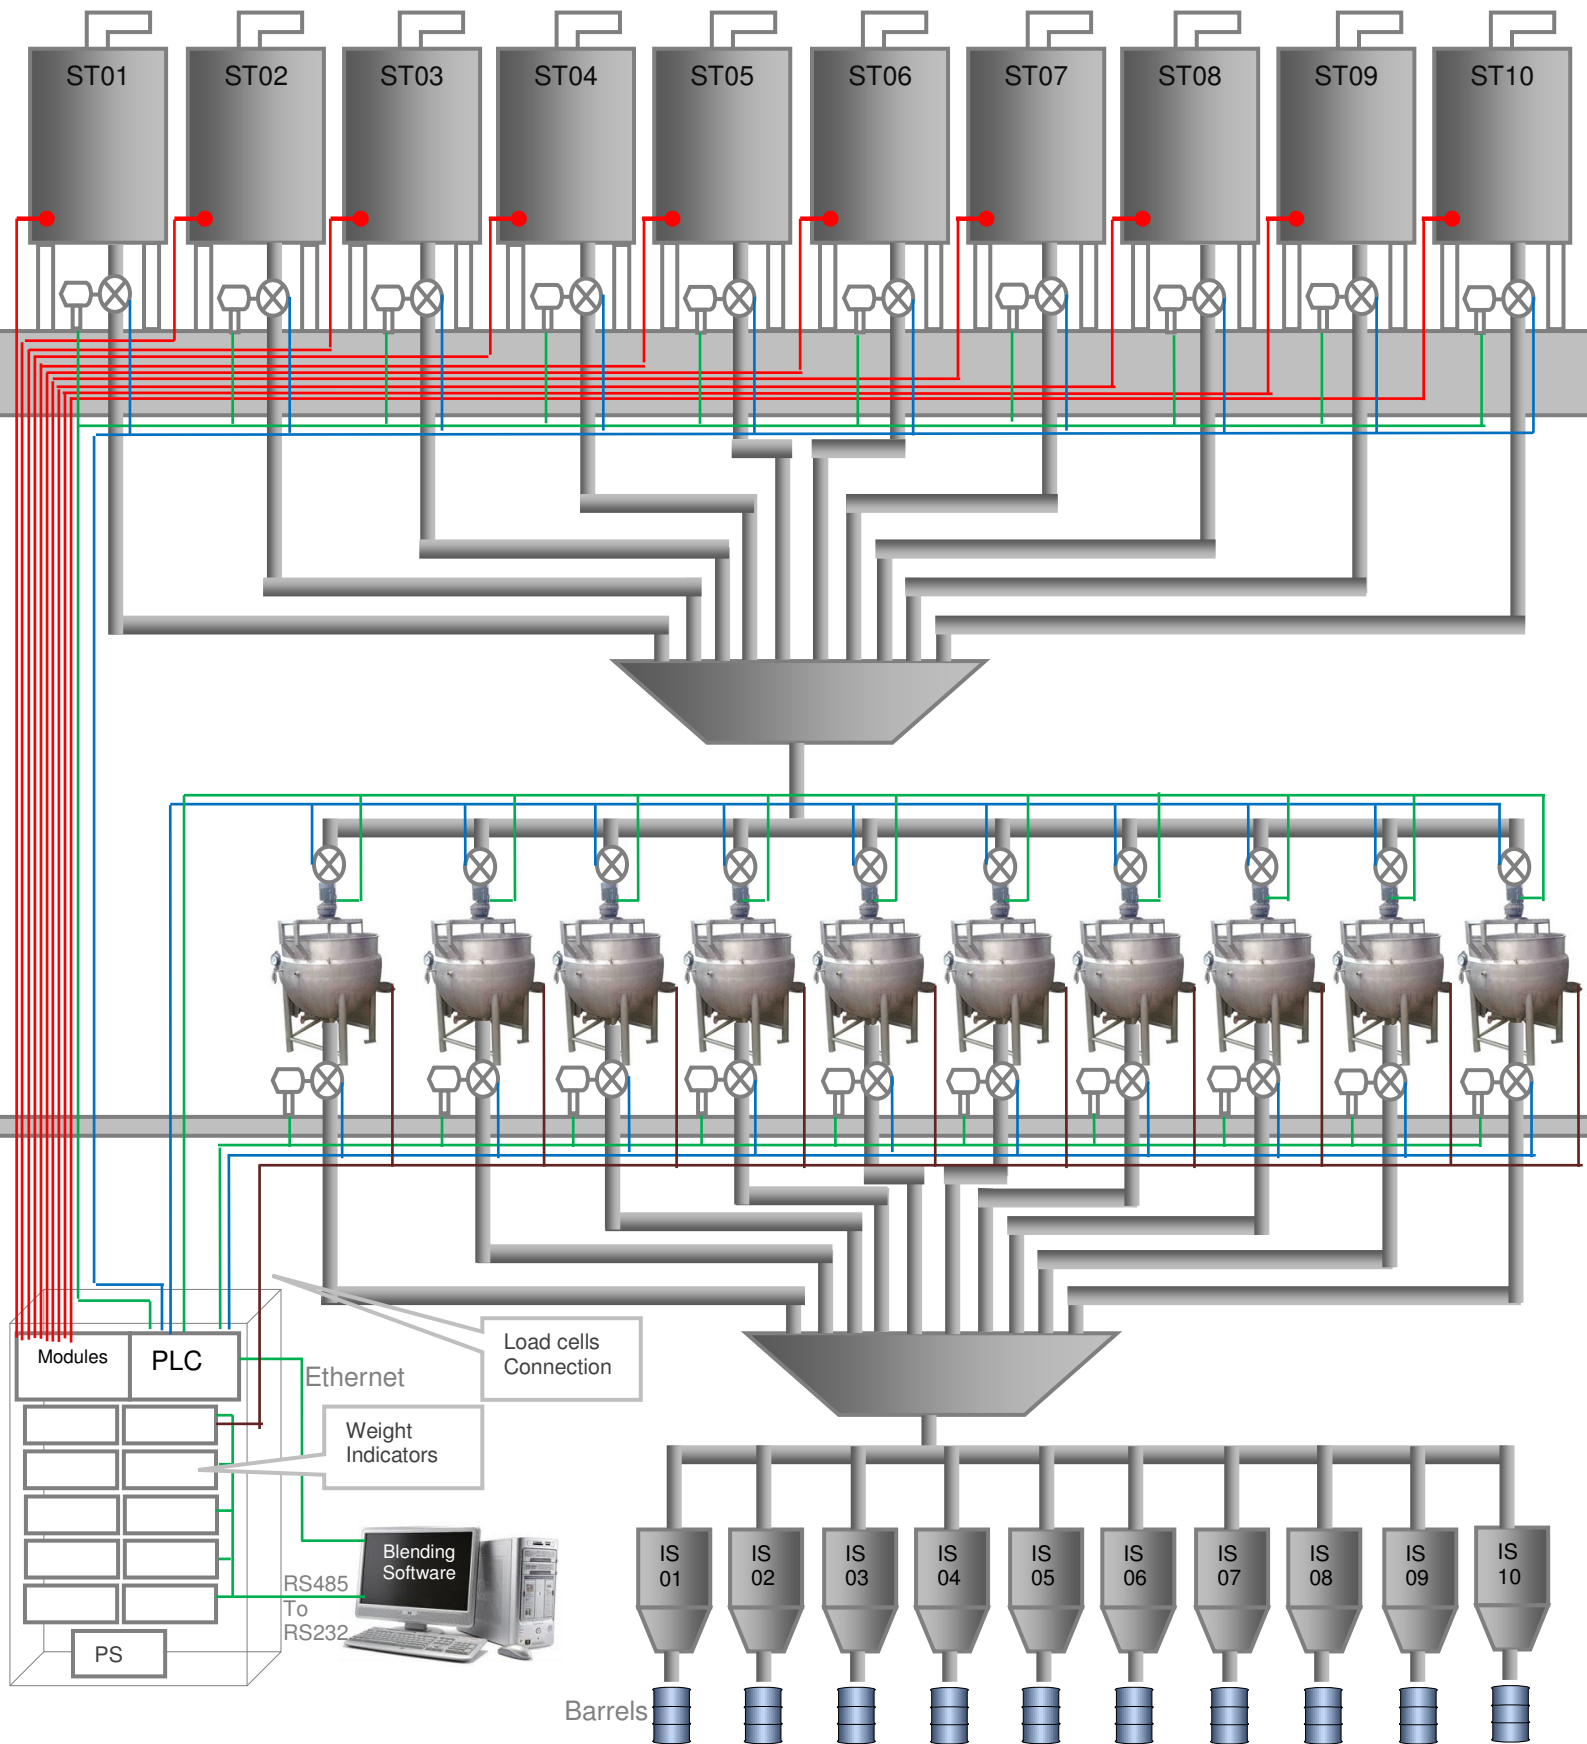 ST01
ST02
ST03
ST04
ST05
ST06
ST07
ST08
ST09
ST10
Modules
PLC
Ethernet
Load cells
Connection
Weight
Indicators
Blending
Software
RS485
To
RS232
PS
IS
01
IS
02
IS
03
IS
04
IS
05
IS
06
IS
07
IS
08
IS
09
IS
10
Barrels